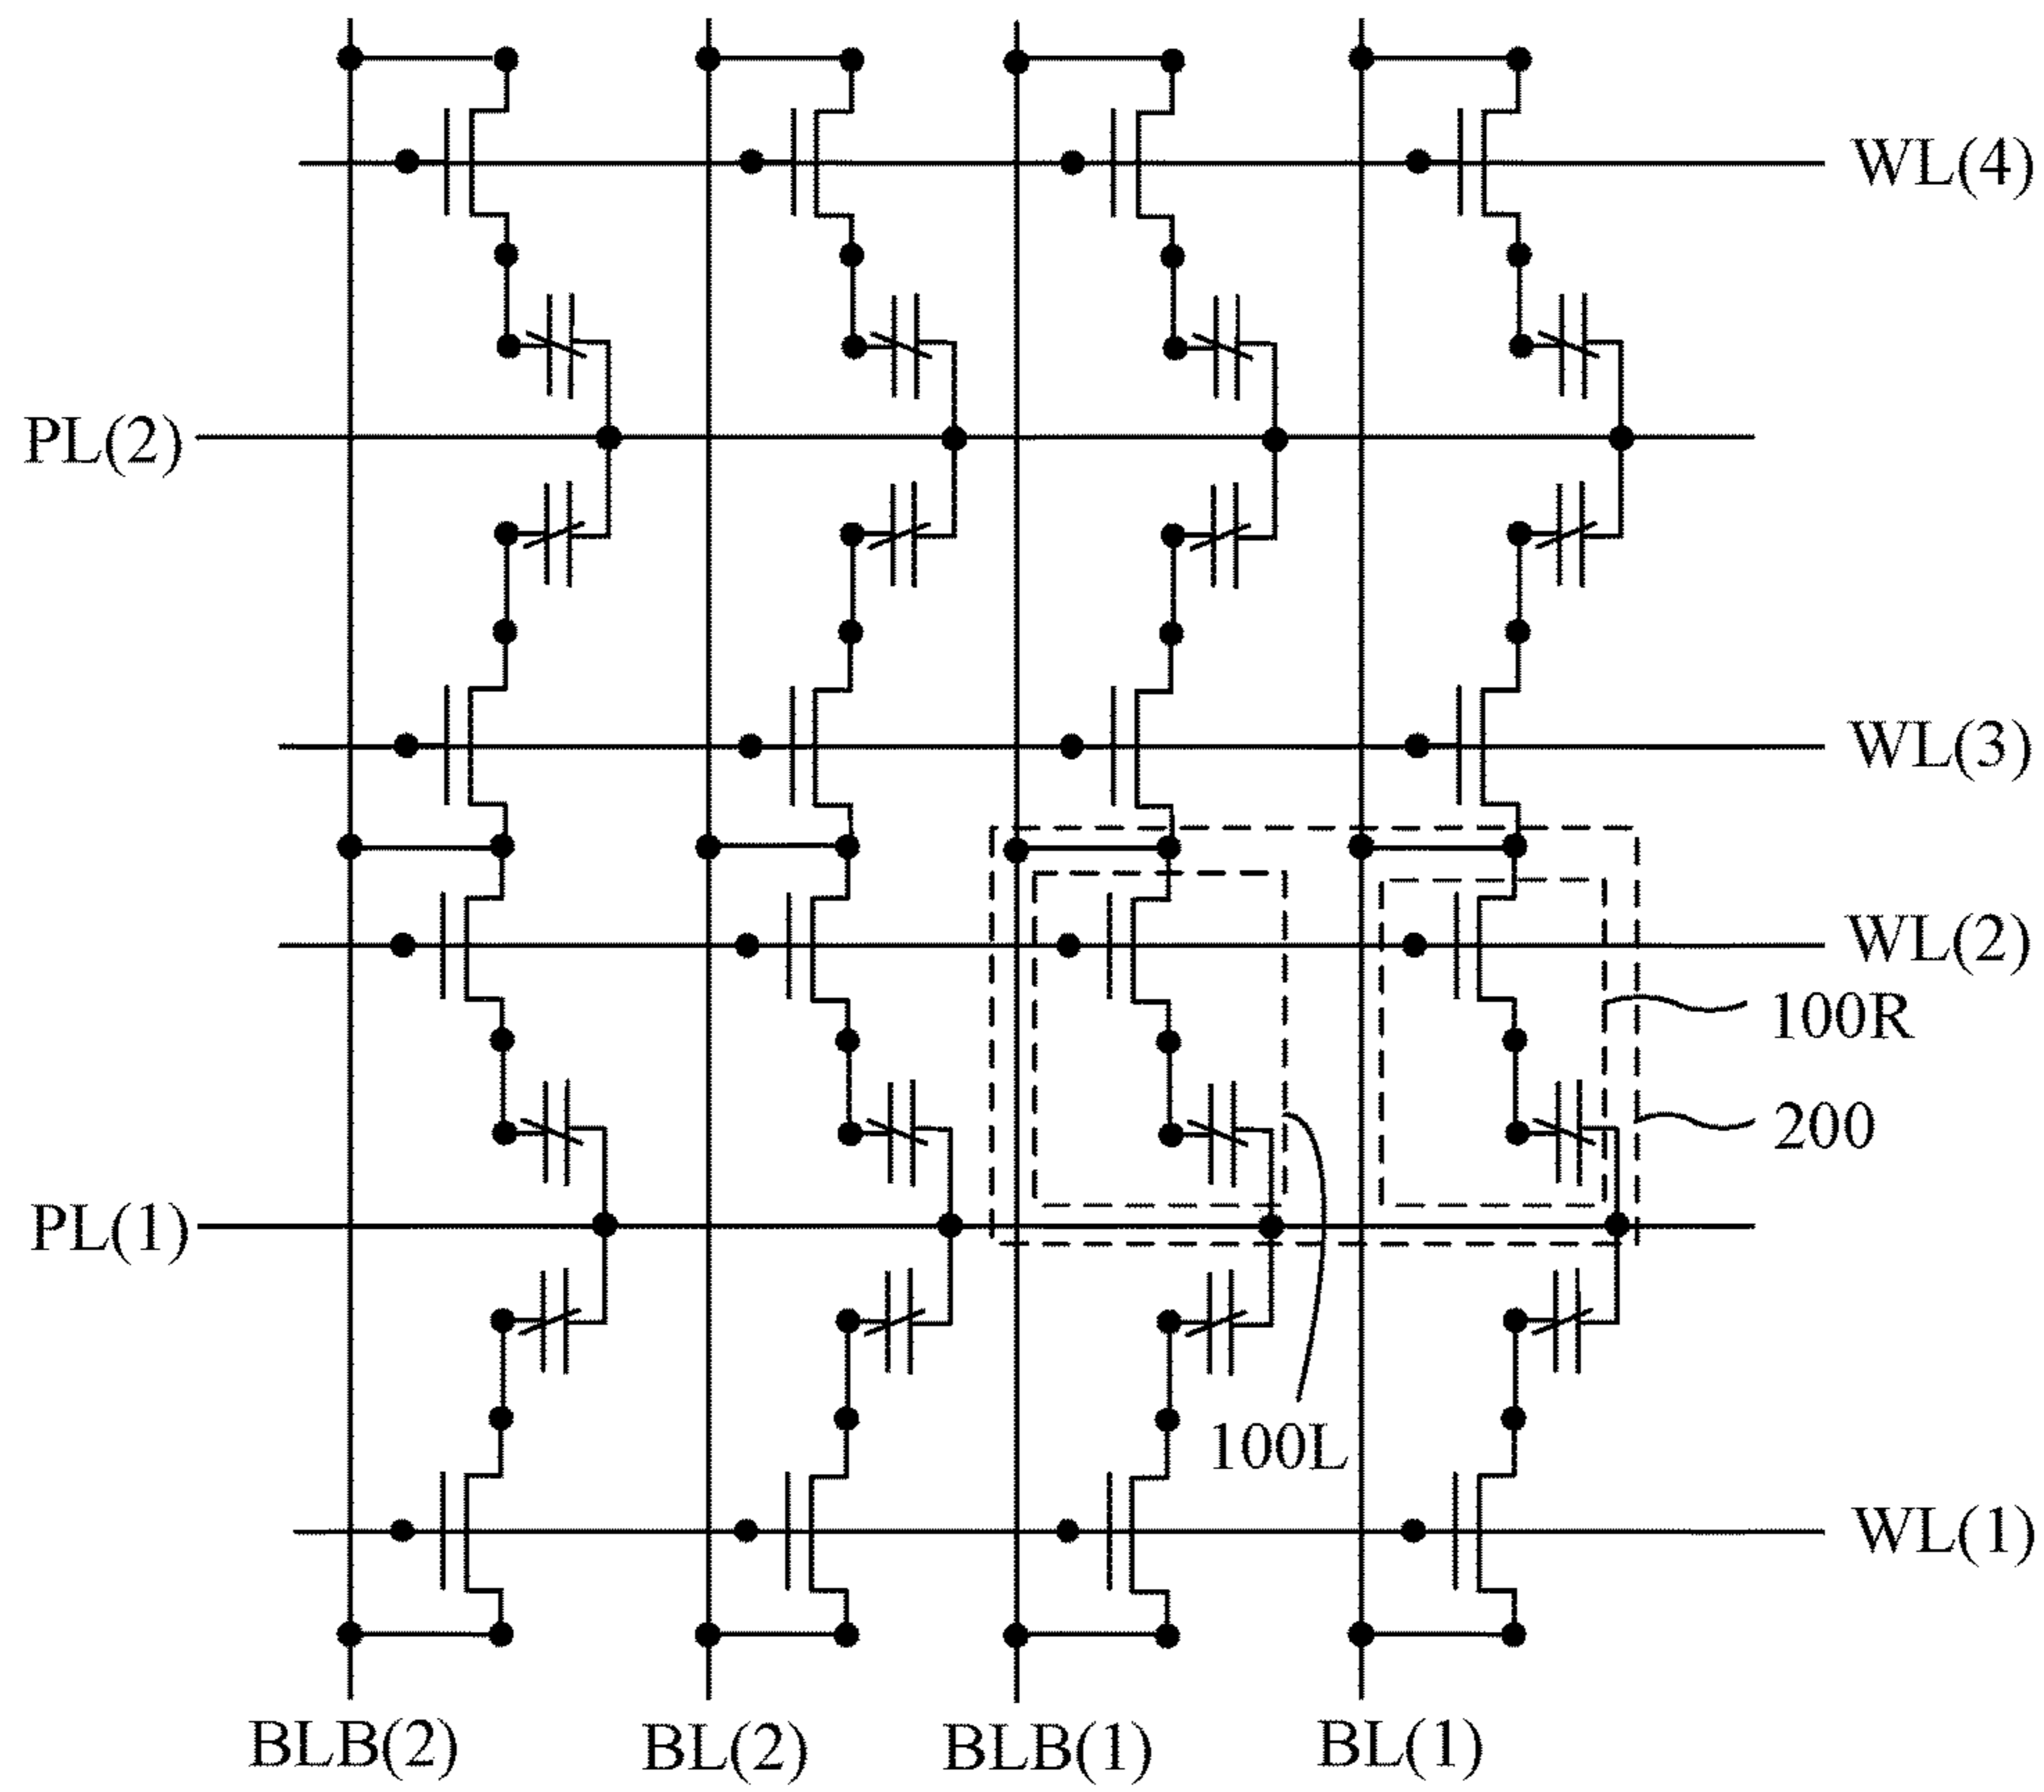 WL(4)
PL(2)
WL(3)
WL(2)
100R
200
PL(1)
100L
WL(1)
BLB(2)
BL(2)
BLB(1)
BL(1)